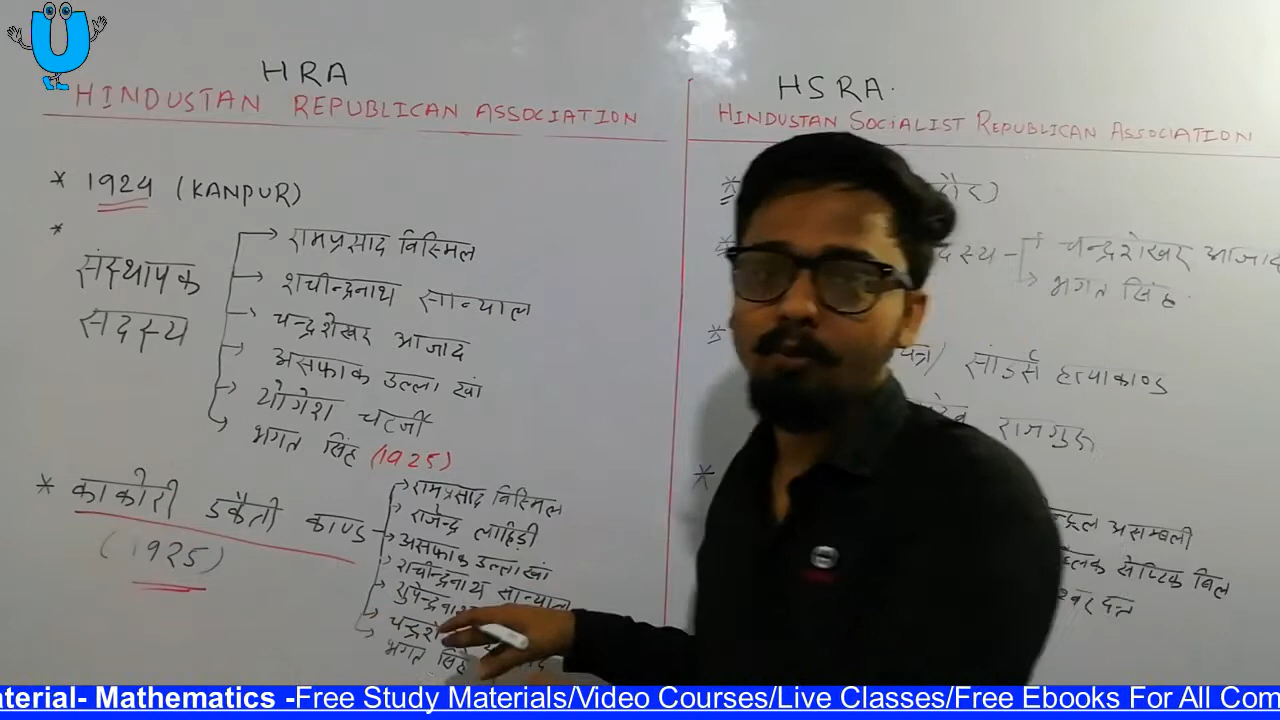 U
HRA
HINDUSTAN REPUBLICAN ASSOCIATION
* 1924 (KANPUR)
*
संस्थापक
सदस्य
रामप्रसाद विस्मिल
शचीन्द्रनाथ सान्याल
चन्द्रशेखर आजाद
असफाक उल्ला खां
योगेश चटर्जी
भगत सिंह (1925)
* काकोरी डकैती काण्ड
(1925)
रामप्रसाद विस्मिल
राजेन्द्र लाहिड़ी
असफाक उल्ला खां
शचीन्द्रनाथ सान्याल
भगत सिंह
HSRA.
HINDUSTAN SOCIALIST REPUBLICAN ASSOCIATION
*
*
चन्द्रशेखर आजाद
भगत सिंह
*
सांडर्स हत्याकाण्ड
राजगुरू
*
असम्बली
बिल
दत्त
aterial- Mathematics -Free Study Materials/Video Courses/Live Classes/Free Ebooks For All Com